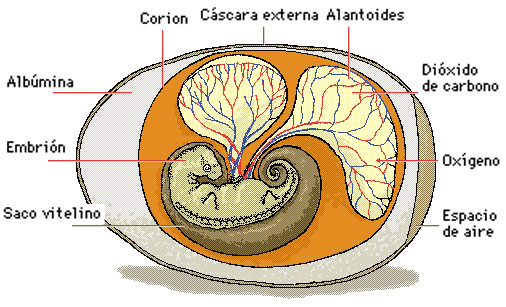 Corion
Cáscara externa
Alantoides
Albúmina
Dióxido
de carbono
Embrión
Oxígeno
Saco vitelino
Espacio
de aire